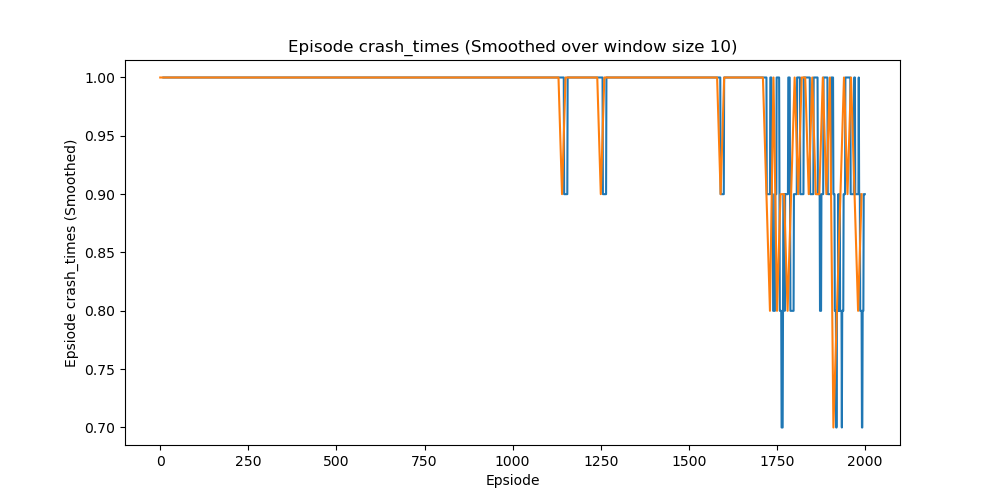 Episode crash_times (Smoothed over window size 10)
Epsiode crash_times (Smoothed)
1.00
0.95
0.90
0.85
0.80
0.75
0.70
0 250 500 750 1000 1250 1500 1750 2000
Epsiode